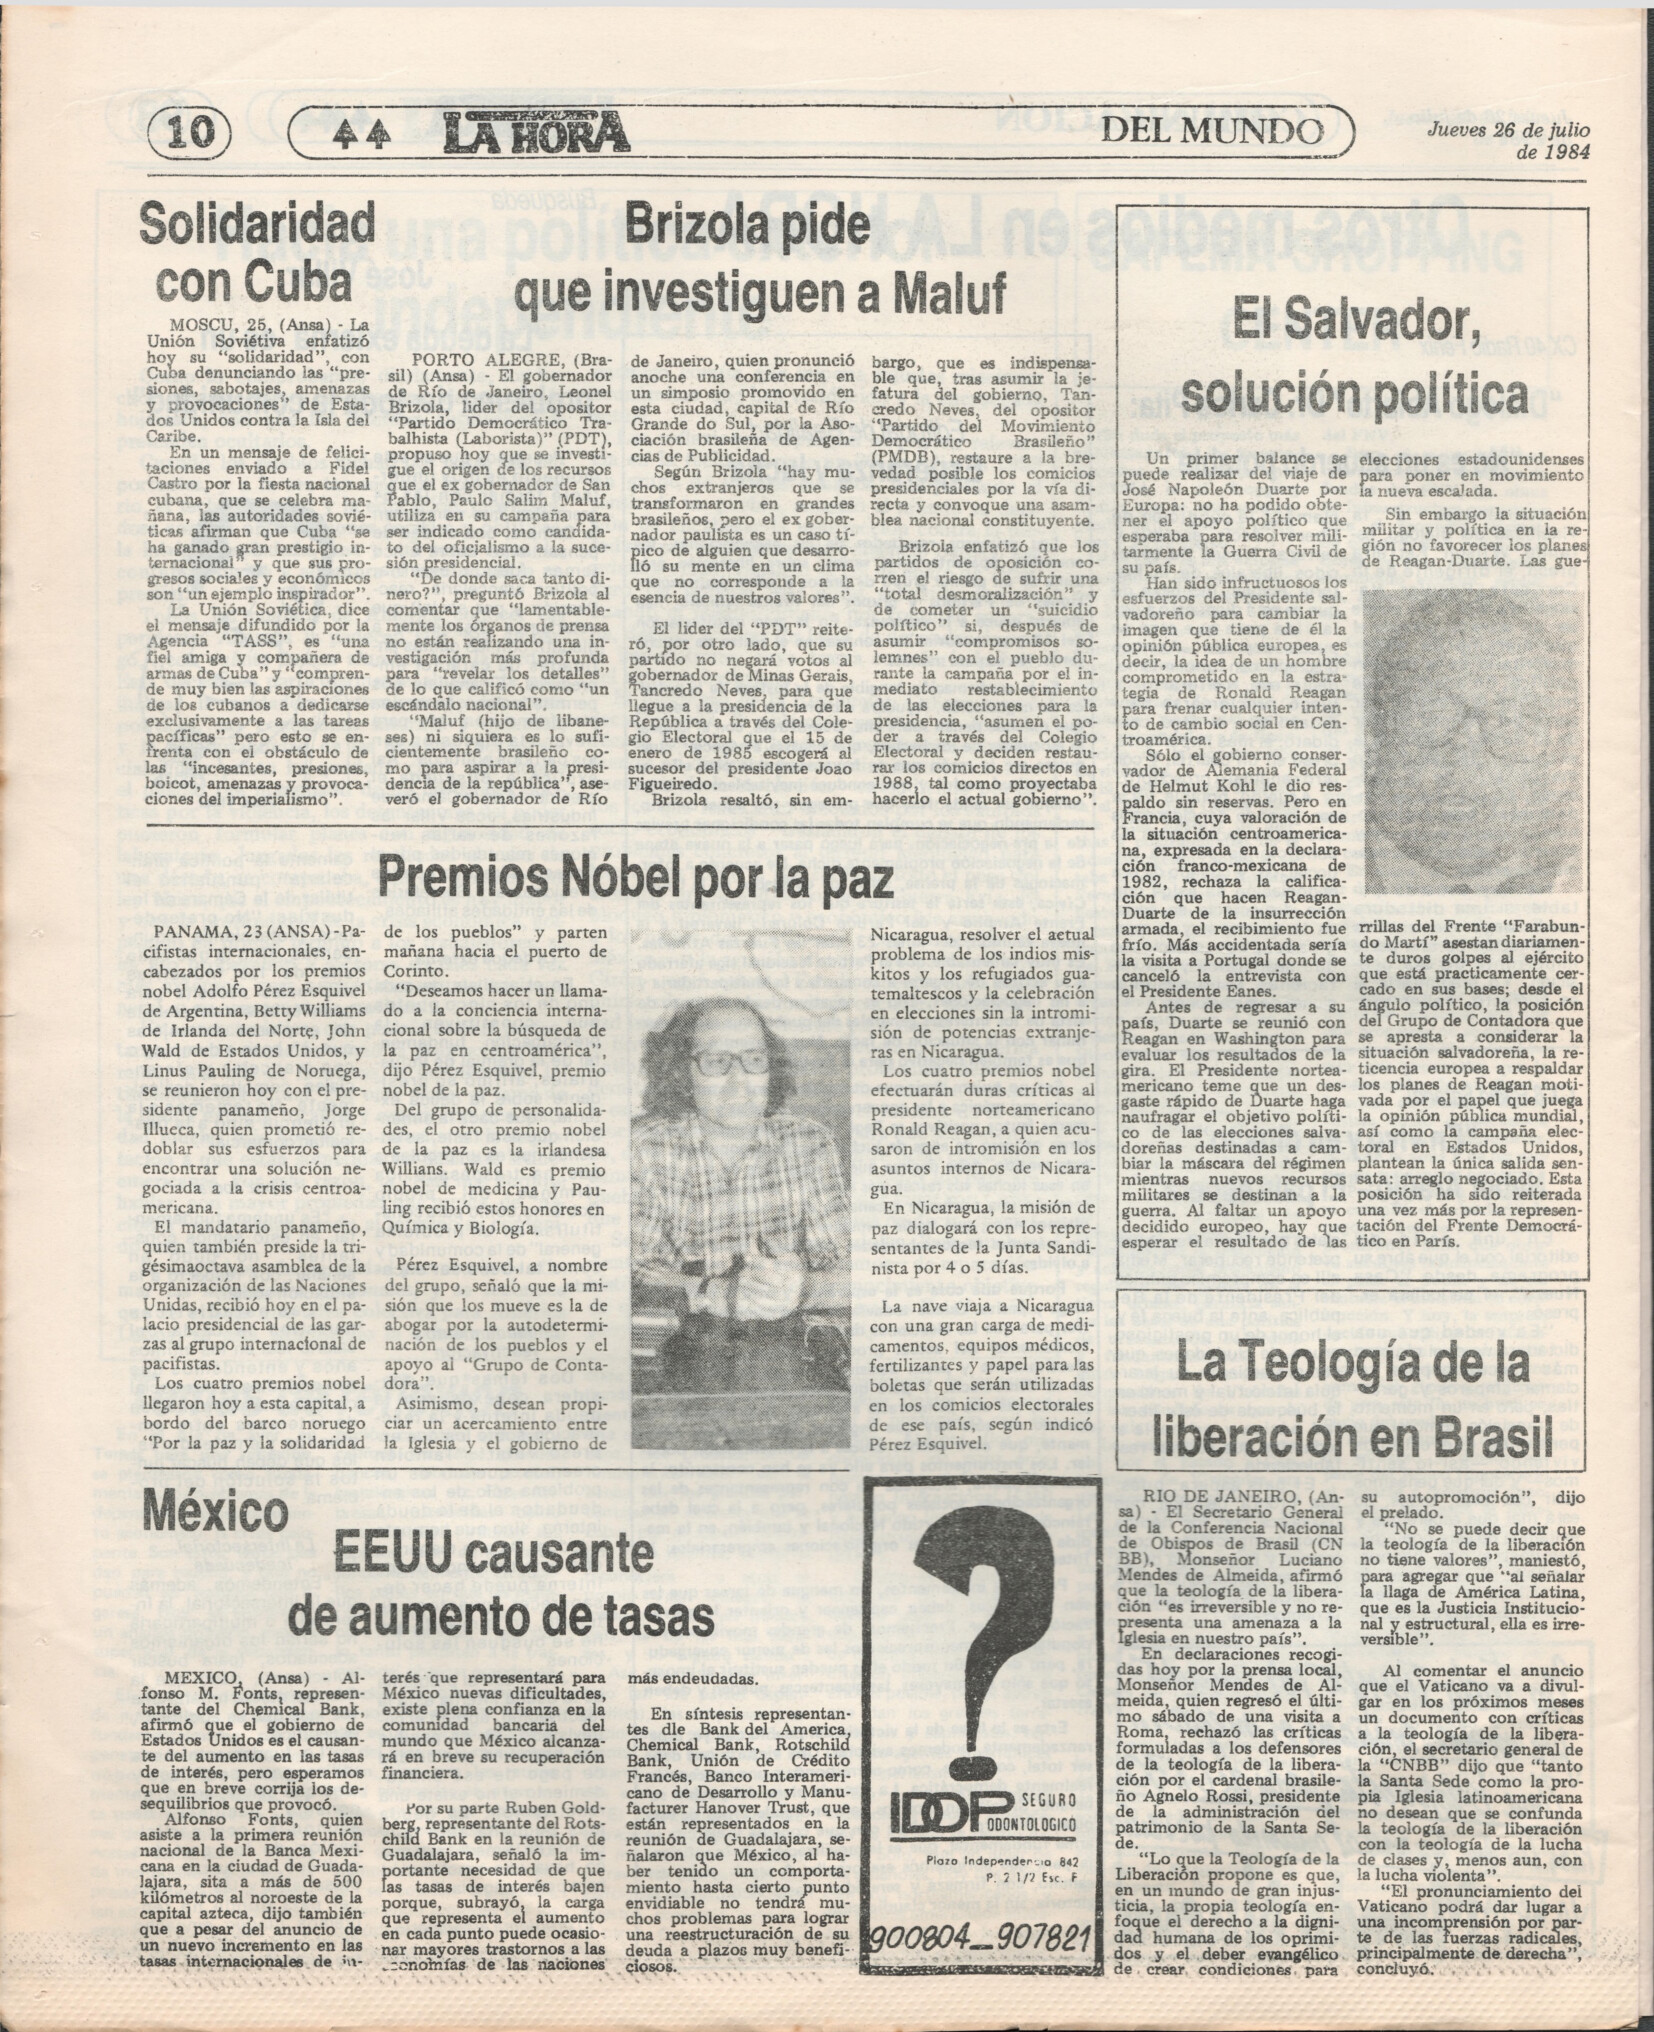 10
LA HORA
DEL MUNDO
Jueves 26 de julio
de 1984
Solidaridad
con Cuba
MOSCU, 25, (Ansa) - La
Unión Soviétiva enfatizó
hoy su "solidaridad", con
Cuba denunciando las "pre-
siones, sabotajes, amenazas
y provocaciones" de Esta-
dos Unidos contra la Isla del
Caribe.
En un mensaje de felici-
taciones enviado a Fidel
Castro por la fiesta nacional
cubana, que se celebra ma-
ñana, las autoridades sovié-
ticas afirman que Cuba "se
ha ganado gran prestigio in-
ternacional" y que sus pro-
gresos sociales y económicos
son "un ejemplo inspirador".
La Unión Soviética, dice
el mensaje difundido por la
Agencia "TASS", es "una
fiel amiga y compañera de
armas de Cuba" y "compren-
de muy bien las aspiraciones
de los cubanos a dedicarse
exclusivamente a las tareas
pacíficas" pero esto se en-
frenta con el obstáculo de
las "incesantes, presiones,
boicot, amenazas y provoca-
ciones del imperialismo".
Brizola pide
que investiguen a Maluf
PORTO ALEGRE, (Bra-
sil) (Ansa) - El gobernador
de Río de Janeiro, Leonel
Brizola, lider del opositor
"Partido Democrático Tra-
balhista (Laborista)" (PDT),
propuso hoy que se investi-
gue el origen de los recursos
que el ex gobernador de San
Pablo, Paulo Salim Maluf,
utiliza en su campaña para
ser indicado como candida-
to del oficialismo a la suce-
sión presidencial.
"De donde saca tanto di-
nero?", preguntó Brizola al
comentar que "lamentable-
mente los órganos de prensa
no están realizando una in-
vestigación más profunda
para "revelar los detalles"
de lo que calificó como "un
escándalo nacional".
"Maluf (hijo de libane-
ses) ni siquiera es lo sufi-
cientemente brasileño co-
mo para aspirar a la presi-
dencia de la república", ase-
veró el gobernador de Río
de Janeiro, quien pronunció
anoche una conferencia en
un simposio promovido en
esta ciudad, capital de Río
Grande do Sul, por la Aso-
ciación brasileña de Agen-
cias de Publicidad.
Según Brizola "hay mu-
chos extranjeros que se
transformaron en grandes
brasileños, pero el ex gober-
nador paulista es un caso tí-
pico de alguien que desarro-
lló su mente en un clima
que no corresponde a la
esencia de nuestros valores".
El lider del "PDT" reite-
ró, por otro lado, que su
partido no negará votos al
gobernador de Minas Gerais,
Tancredo Neves, para que
llegue a la presidencia de la
República a través del Cole-
gio Electoral que el 15 de
enero de 1985 escogerá al
sucesor del presidente Joao
Figueiredo.
Brizola resaltó, sin em-
bargo, que es indispensa-
ble que, tras asumir la je-
fatura del gobierno, Tan-
credo Neves, del opositor
"Partido del Movimiento
Democrático Brasileño"
(PMDB), restaure a la bre-
vedad posible los comicios
presidenciales por la vía di-
recta y convoque una asam-
blea nacional constituyente.
Brizola enfatizó que los
partidos de oposición co-
rren el riesgo de sufrir una
"total desmoralización" y
de cometer un "suicidio
político" si, después de
asumir "compromisos so-
lemnes" con el pueblo du-
rante la campaña por el in-
mediato restablecimiento
de las elecciones para la
presidencia, "asumen el po-
der a través del Colegio
Electoral y deciden restau-
rar los comicios directos en
1988, tal como proyectaba
hacerlo el actual gobierno".
El Salvador,
solución política
Un primer balance se
puede realizar del viaje de
José Napoleón Duarte por
Europa: no ha podido obte-
ner el apoyo político que
esperaba para resolver mili-
tarmente la Guerra Civil de
su país.
Han sido infructuosos los
esfuerzos del Presidente sal-
vadoreño para cambiar la
imagen que tiene de él la
opinión pública europea, es
decir, la idea de un hombre
comprometido en la estra-
tegia de Ronald Reagan
para frenar cualquier inten-
to de cambio social en Cen-
troamérica.
Sólo el gobierno conser-
vador de Alemania Federal
de Helmut Kohl le dio res-
paldo sin reservas. Pero en
Francia, cuya valoración de
la situación centroamerica-
na, expresada en la declara-
ración franco-mexicana de
1982, rechaza la califica-
ción que hacen Reagan-
Duarte de la insurrección
armada, el recibimiento fue
frío. Más accidentada sería
la visita a Portugal donde se
canceló la entrevista con
el Presidente Eanes.
Antes de regresar a su
país, Duarte se reunió con
Reagan en Washington para
evaluar los resultados de la
gira. El Presidente nortea-
mericano teme que un des-
gaste rápido de Duarte haga
naufragar el objetivo políti-
co de las elecciones salva-
doreñas destinadas a cam-
biar la máscara del régimen
mientras nuevos recursos
militares se destinan a la
guerra. Al faltar un apoyo
decidido europeo, hay que
esperar el resultado de las
elecciones estadounidenses
para poner en movimiento
la nueva escalada.
Sin embargo la situación
militar y política en la re-
gión no favorecer los planes
de Reagan-Duarte. Las gue-
rrillas del Frente "Farabun-
do Martí" asestan diariamen-
te duros golpes al ejército
que está practicamente cer-
cado en sus bases; desde el
ángulo político, la posición
del Grupo de Contadora que
se apresta a considerar la
situación salvadoreña, la re-
ticencia europea a respaldar
los planes de Reagan moti-
vada por el papel que juega
la opinión pública mundial,
así como la campaña elec-
toral en Estados Unidos,
plantean la única salida sen-
sata: arreglo negociado. Esta
posición ha sido reiterada
una vez más por la represen-
tación del Frente Democrá-
tico en París.
Premios Nóbel por la paz
PANAMA, 23 (ANSA) -Pa-
cifistas internacionales, en-
cabezados por los premios
nobel Adolfo Pérez Esquivel
de Argentina, Betty Williams
de Irlanda del Norte, John
Wald de Estados Unidos, y
Linus Pauling de Noruega,
se reunieron hoy con el pre-
sidente panameño, Jorge
Illueca, quien prometió re-
doblar sus esfuerzos para
encontrar una solución ne-
gociada a la crisis centroa-
mericana.
El mandatario panameño,
quien también preside la tri-
gésimaoctava asamblea de la
organización de las Naciones
Unidas, recibió hoy en el pa-
lacio presidencial de las gar-
zas al grupo internacional de
pacifistas.
Los cuatro premios nobel
llegaron hoy a esta capital, a
bordo del barco noruego
"Por la paz y la solidaridad
de los pueblos" y parten
mañana hacia el puerto de
Corinto.
"Deseamos hacer un llama-
do a la conciencia interna-
cional sobre la búsqueda de
la paz en centroamérica",
dijo Pérez Esquivel, premio
nobel de la paz.
Del grupo de personalida-
des, el otro premio nobel
de la paz es la irlandesa
Willians. Wald es premio
nobel de medicina y Pau-
ling recibió estos honores en
Química y Biología.
Pérez Esquivel, a nombre
del grupo, señaló que la mi-
sión que los mueve es la de
abogar por la autodetermi-
nación de los pueblos y el
apoyo al "Grupo de Conta-
dora".
Asimismo, desean propi-
ciar un acercamiento entre
la Iglesia y el gobierno de
Nicaragua, resolver el aetual
problema de los indios mis-
kitos y los refugiados gua-
temaltescos y la celebración
en elecciones sin la intromi-
sión de potencias extranje-
ras en Nicaragua.
Los cuatro premios nobel
efectuarán duras críticas al
presidente norteamericano
Ronald Reagan, a quien acu-
saron de intromisión en los
asuntos internos de Nicara-
gua.
En Nicaragua, la misión de
paz dialogará con los repre-
sentantes de la Junta Sandi-
nista por 4 o 5 días.
La nave viaja a Nicaragua
con una gran carga de medi-
camentos, equipos médicos,
fertilizantes y papel para las
boletas que serán utilizadas
en los comicios electorales
de ese país, según indicó
Pérez Esquivel.
México
EEUU causante
de aumento de tasas
MEXICO, (Ansa) - Al-
fonso M. Fonts, represen-
tante del Chemical Bank,
afirmó que el gobierno de
Estados Unidos es el causan-
te del aumento en las tasas
de interés, pero esperamos
que en breve corrija los de-
sequilibrios que provocó.
Alfonso Fonts, quien
asiste a la primera reunión
nacional de la Banca Mexi-
cana en la ciudad de Guada-
lajara, sita a más de 500
kilómetros al noroeste de la
capital azteca, dijo también
que a pesar del anuncio de
un nuevo incremento en las
tasas internacionales de in-
terés que representará para
México nuevas dificultades,
existe plena confianza en la
comunidad bancaria del
mundo que México alcanza-
rá en breve su recuperación
financiera.
Por su parte Ruben Gold-
berg, representante del Rots-
child Bank en la reunión de
Guadalajara, señaló la im-
portante necesidad de que
las tasas de interés bajen
porque, subrayó, la carga
que representa el aumento
en cada punto puede ocasio-
nar mayores trastornos a las
economías de las naciones
más endeudadas.
En síntesis representan-
tes dle Bank del America,
Chemical Bank, Rotschild
Bank, Unión de Crédito
Francés, Banco Interameri-
cano de Desarrollo y Manu-
facturer Hanover Trust, que
están representados en la
reunión de Guadalajara, se-
ñalaron que México, al ha-
ber tenido un comporta-
miento hasta cierto punto
envidiable no tendrá mu-
chos problemas para lograr
una reestructuración de su
deuda a plazos muy benefi-
ciosos.
?
IDOP SEGURO
ODONTOLOGICO
Plaza Independencia 842
P. 2 1/2 Esc. F
900804_907821
La Teología de la
liberación en Brasil
RIO DE JANEIRO, (An-
sa) - El Secretario General
de la Conferencia Nacional
de Obispos de Brasil (CN
BB), Monseñor Luciano
Mendes de Almeida, afirmó
que la teología de la libera-
ción "es irreversible y no re-
presenta una amenaza a la
Iglesia en nuestro país".
En declaraciones recogi-
das hoy por la prensa local,
Monseñor Mendes de Al-
meida, quien regresó el últi-
mo sábado de una visita a
Roma, rechazó las críticas
formuladas a los defensores
de la teología de la libera-
ción por el cardenal brasile-
ño Agnelo Rossi, presidente
de la administración del
patrimonio de la Santa Se-
de.
"Lo que la Teología de la
Liberación propone es que,
en un mundo de gran injus-
ticia, la propia teología en-
foque el derecho a la digni-
dad humana de los oprimi-
dos y el deber evangélico
de crear condiciones para
su autopromoción", dijo
el prelado.
"No se puede decir que
la teología de la liberación
no tiene valores", maniestó,
para agregar que "al señalar
la llaga de América Latina,
que es la Justicia Institucio-
nal y estructural, ella es irre-
versible".
Al comentar el anuncio
que el Vaticano va a divul-
gar en los próximos meses
un documento con críticas
a la teología de la libera-
ción, el secretario general de
la "CNBB" dijo que "tanto
la Santa Sede como la pro-
pia Iglesia latinoamericana
no desean que se confunda
la teología de la liberación
con la teología de la lucha
de clases y, menos aun, con
la lucha violenta".
"El pronunciamiento del
Vaticano podrá dar lugar a
una incomprensión por par-
te de las fuerzas radicales,
principalmente de derecha",
concluyó.